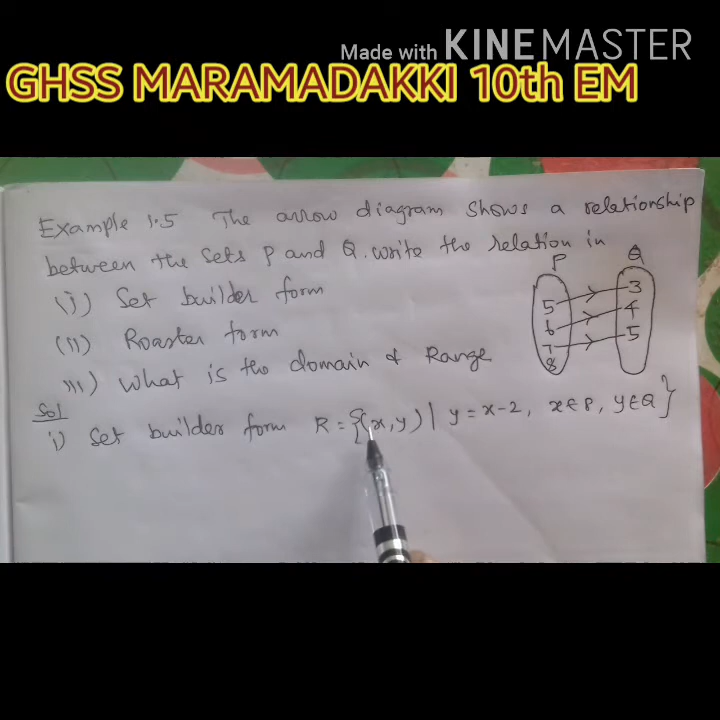 Made with KINEMASTER
GHSS MARAMADAKKI 10th EM
Example 1.5 The arrow diagram shows a relationship
between the sets P and Q. write the relation in
(i) Set builder form
(ii) Roaster form
iii) What is the domain & Range
P Q
5 3
6 4
7 5
8
Sol
i) Set builder form R = {(x,y) | y = x-2, x∈P, y∈Q}